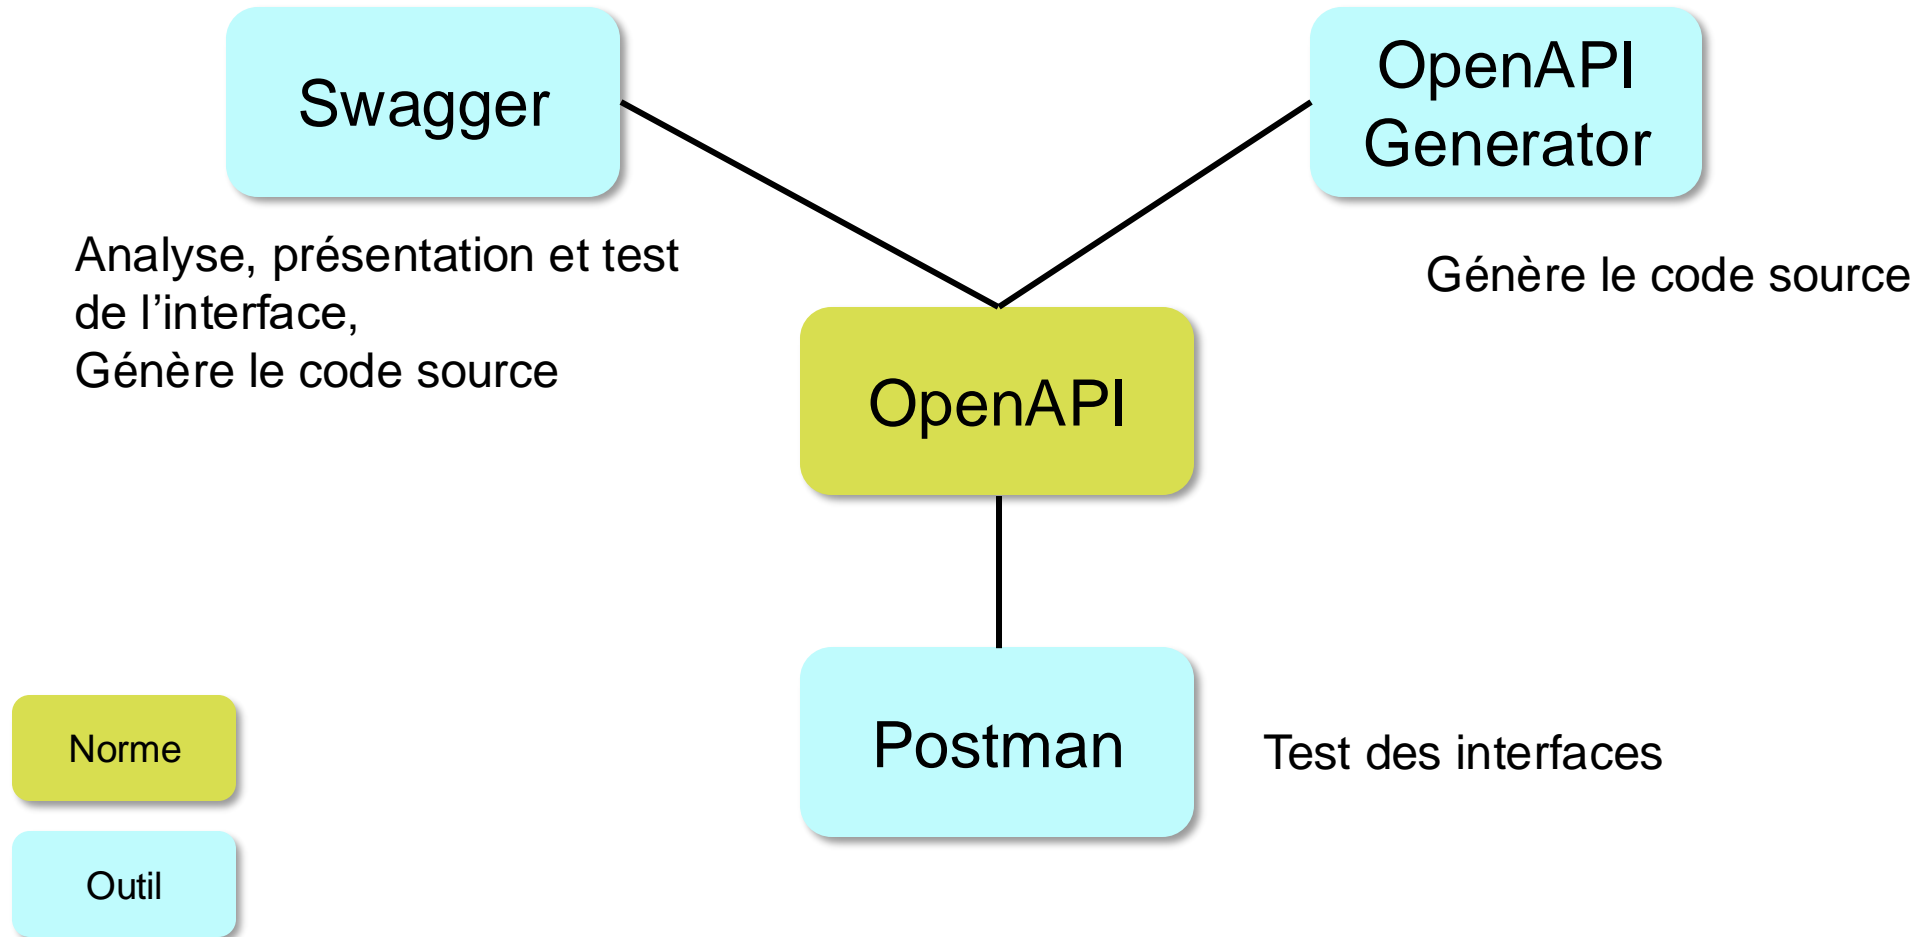 Swagger
OpenAPI
Generator
Analyse, présentation et test
de l’interface,
Génère le code source
Génère le code source
OpenAPI
Postman
Test des interfaces
Norme
Outil